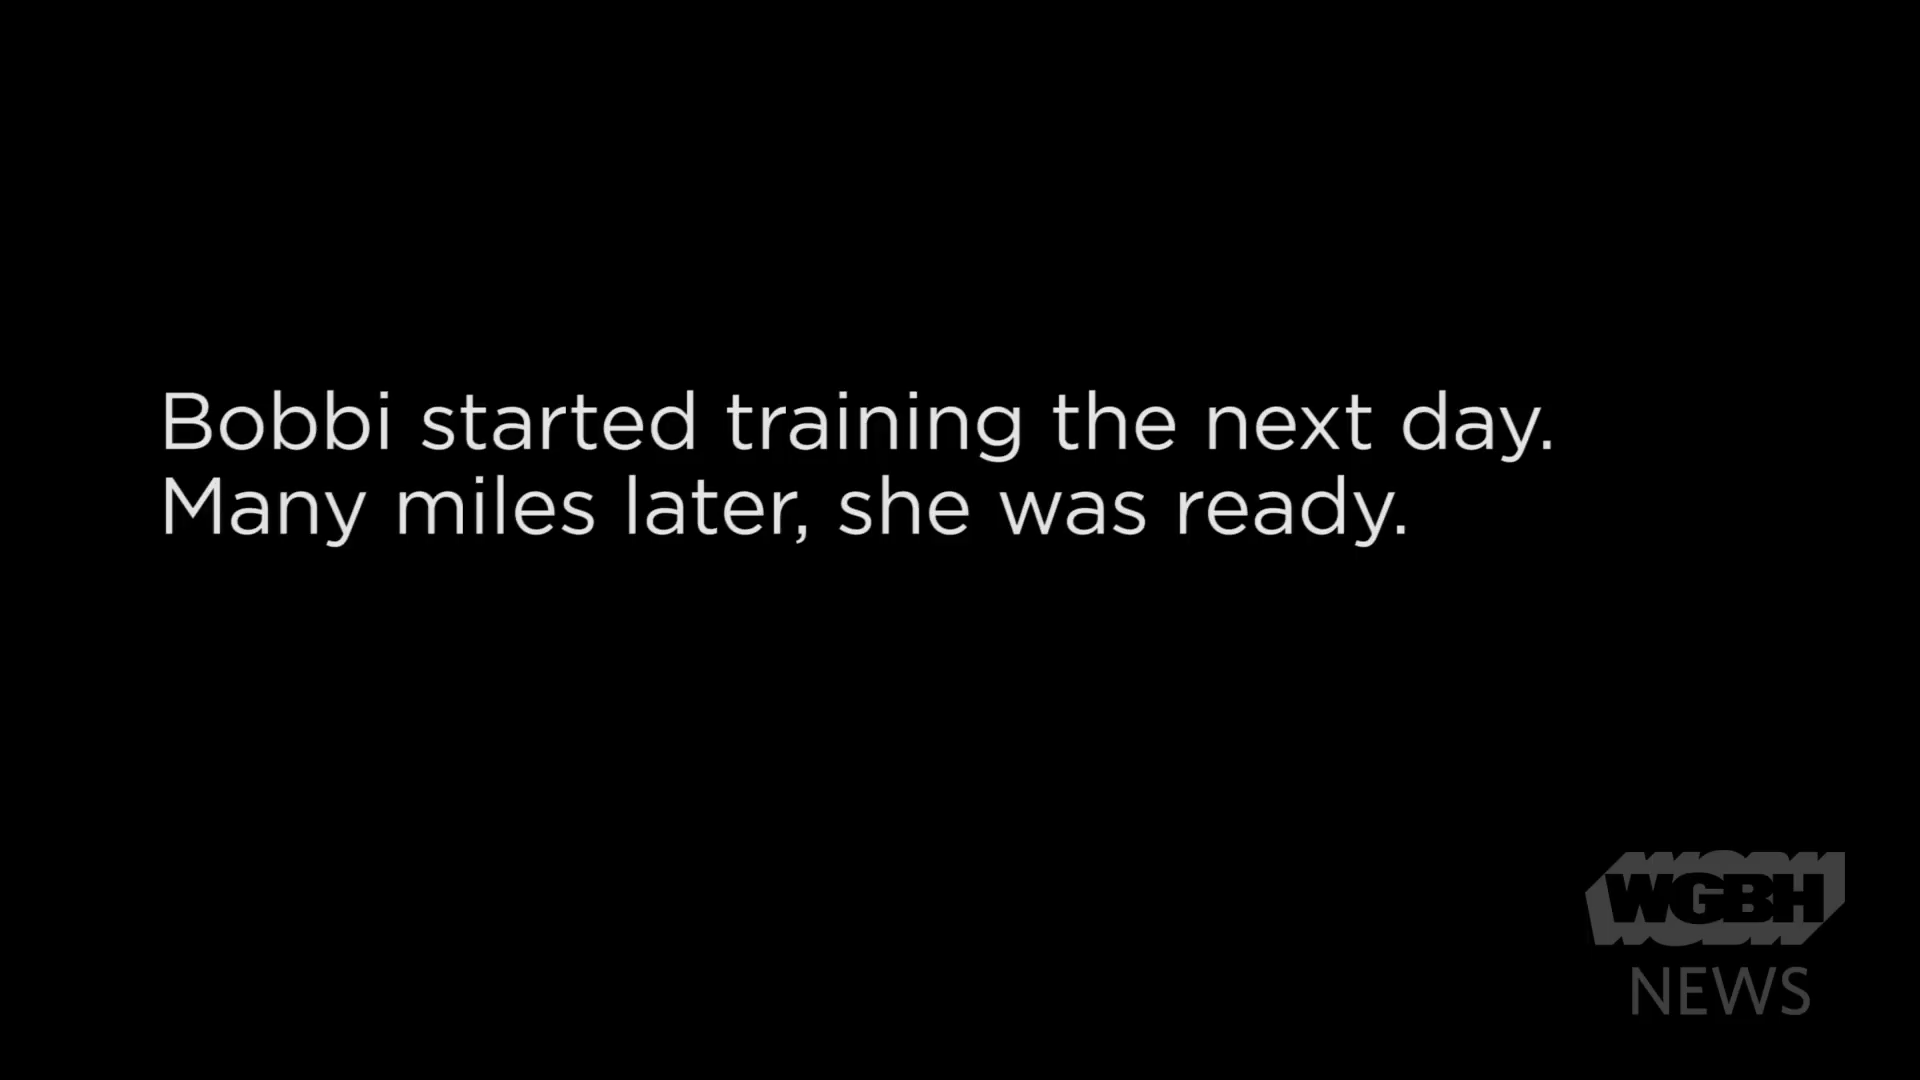 Bobbi started training the next day.
Many miles later, she was ready.
WGBH
NEWS